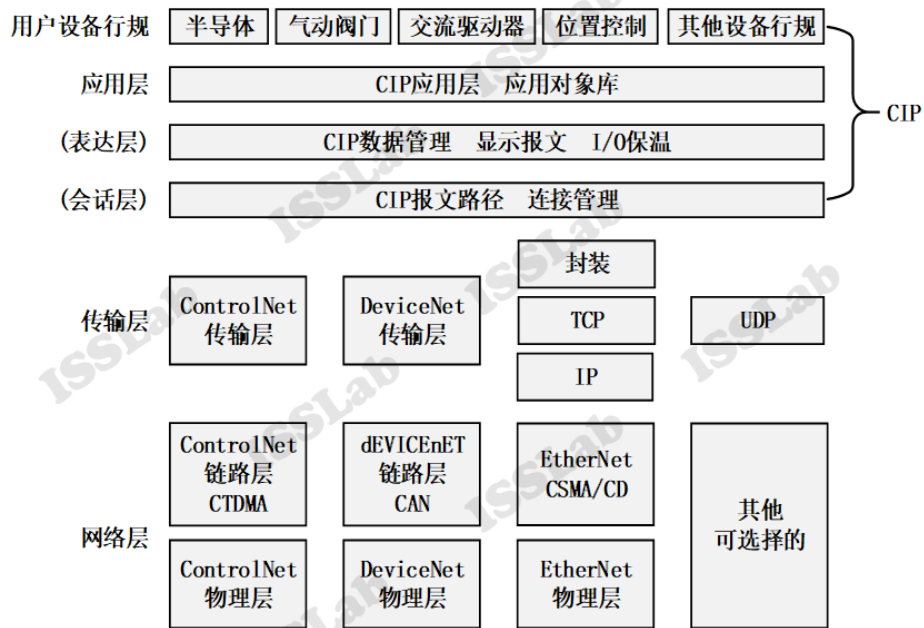 用户设备行规 半导体 气动阀门 交流驱动器 位置控制 其他设备行规
应用层 CIP应用层 应用对象库
CIP
(表达层) CIP数据管理 显示报文 I/O保温
(会话层) CIP报文路径 连接管理
封装
传输层
ControlNet
传输层
DeviceNet
传输层
TCP
UDP
IP
网络层
ControlNet
链路层
CTDMA
dEVICEnET
链路层
CAN
EtherNet
CSMA/CD
其他
可选择的
ControlNet
物理层
DeviceNet
物理层
EtherNet
物理层
ISSLab
ISSLab
ISSLab
ISSLab
ISSLab
ISSLab
ISSLab
ISSLab